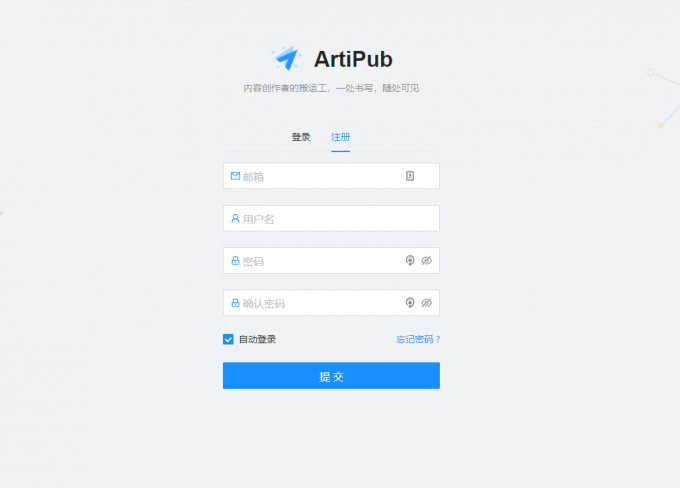 ArtiPub
内容创作者的搬运工，一处书写，随处可见
登录 注册
邮箱
用户名
密码
确认密码
自动登录 忘记密码？
提 交